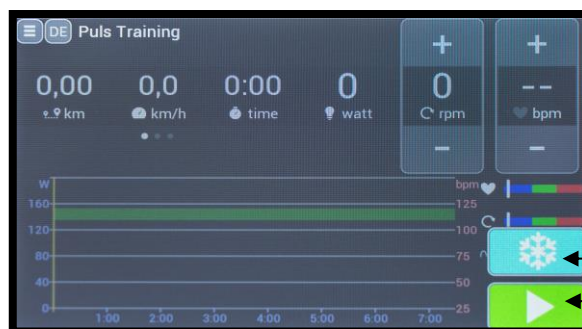 DE Puls Training
+ +
0,00 0,0 0:00 0 0 --
km km/h time watt rpm bpm
- -
W bpm
160 125
120 100
80 75
40 50
0 25
1:00 2:00 3:00 4:00 5:00 6:00 7:00